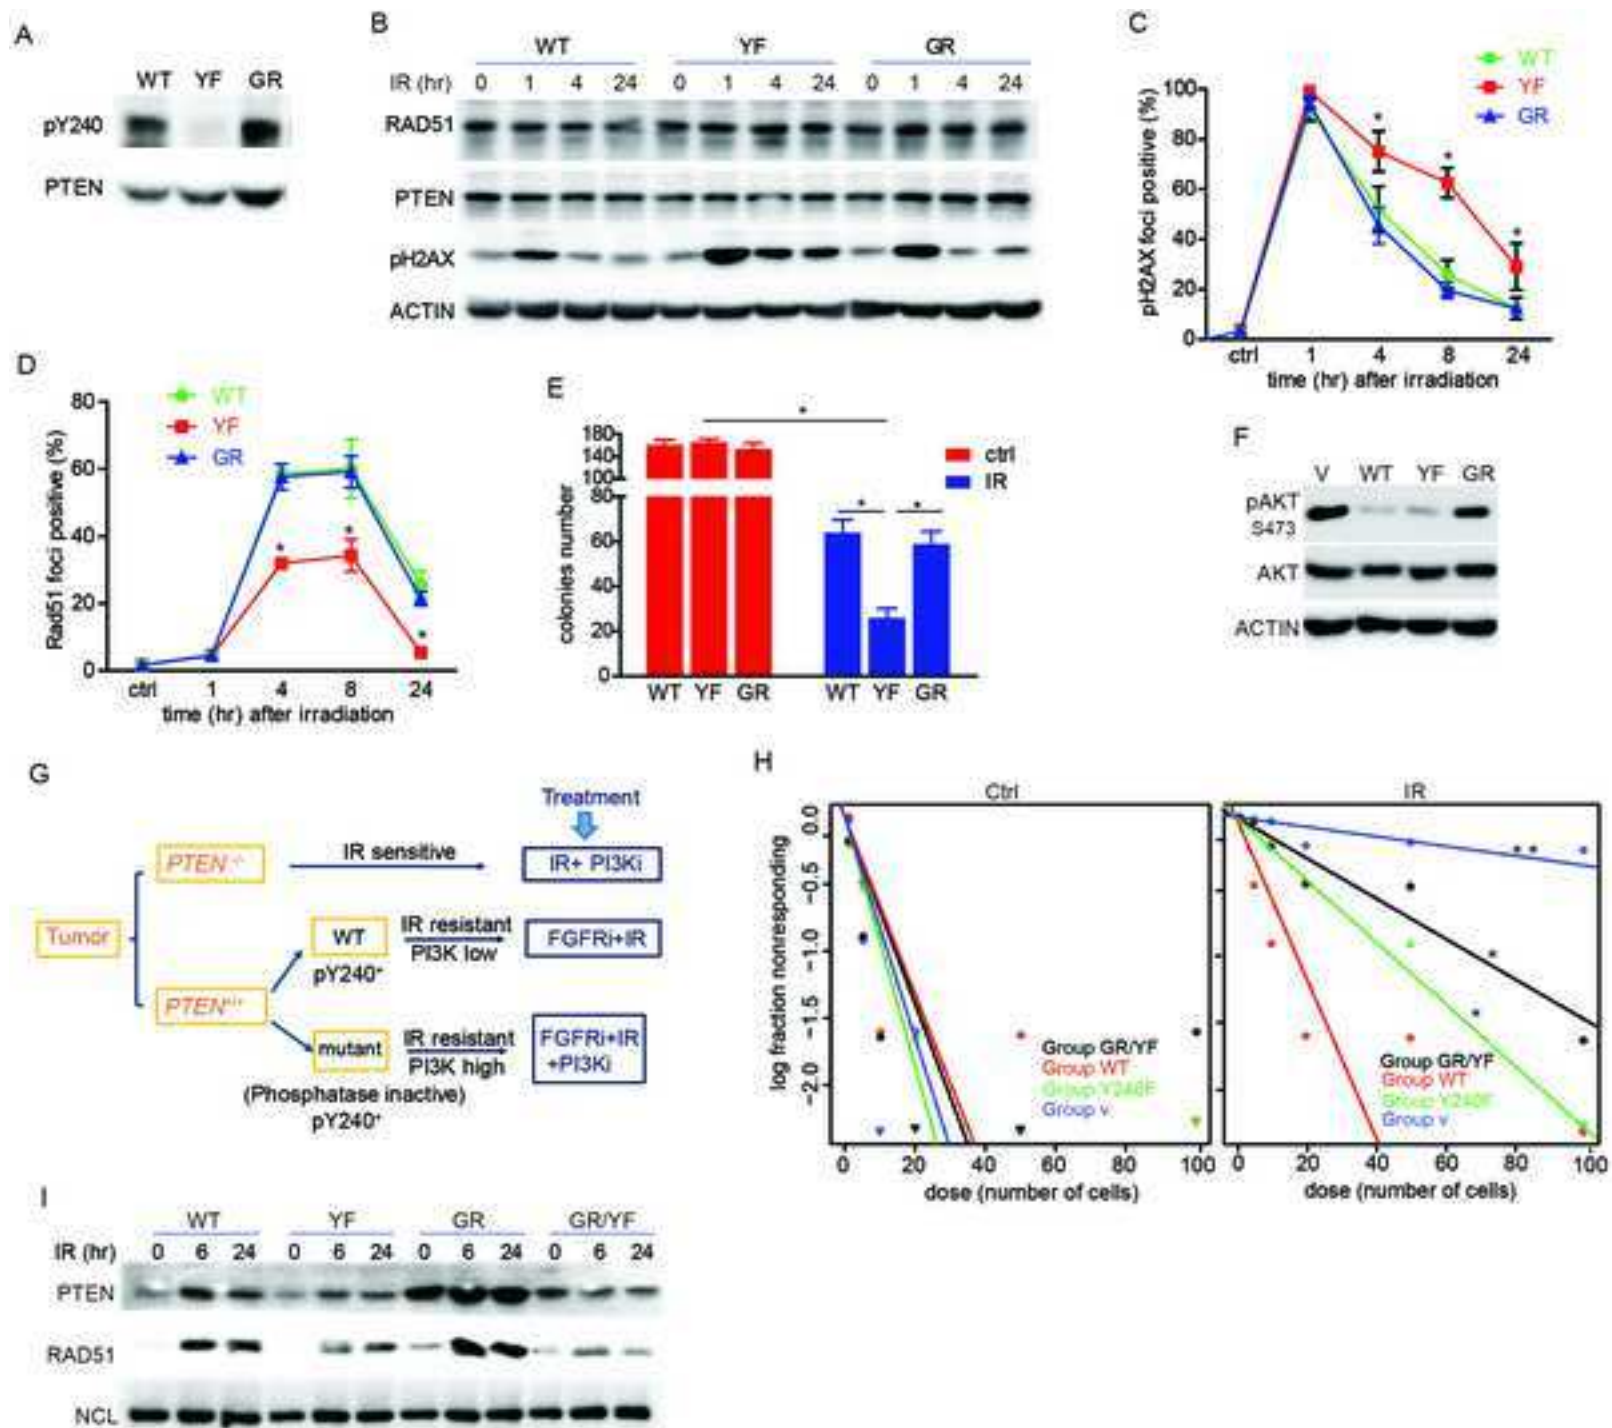 A
WT YF GR
pY240
PTEN
B
WT YF GR
IR (hr) 0 1 4 24 0 1 4 24 0 1 4 24
RAD51
PTEN
pH2AX
ACTIN
C
WT
YF
GR
pH2AX foci positive (%)
100
80
60
40
20
0
* * *
ctrl 1 4 8 24
time (hr) after irradiation
D
WT
YF
GR
Rad51 foci positive (%)
80
60
40
20
0
* * *
ctrl 1 4 8 24
time (hr) after irradiation
E
colonies number
180
140
100
80
60
40
20
0
*
* *
ctrl
IR
WT YF GR WT YF GR
F
V WT YF GR
pAKT
S473
AKT
ACTIN
G
Treatment
Tumor
PTEN-/-
IR sensitive
IR+ PI3Ki
PTEN+/+
WT
pY240+
IR resistant
PI3K low
FGFRi+IR
mutant
(Phosphatase inactive)
pY240+
IR resistant
PI3K high
FGFRi+IR
+PI3Ki
H
Ctrl IR
log fraction nonresponding
0.0
-0.5
-1.0
-1.5
-2.0
Group GR/YF
Group WT
Group Y240F
Group v
0 20 40 60 80 100
dose (number of cells)
Group GR/YF
Group WT
Group Y240F
Group v
0 20 40 60 80 100
dose (number of cells)
I
WT YF GR GR/YF
IR (hr) 0 6 24 0 6 24 0 6 24 0 6 24
PTEN
RAD51
NCL